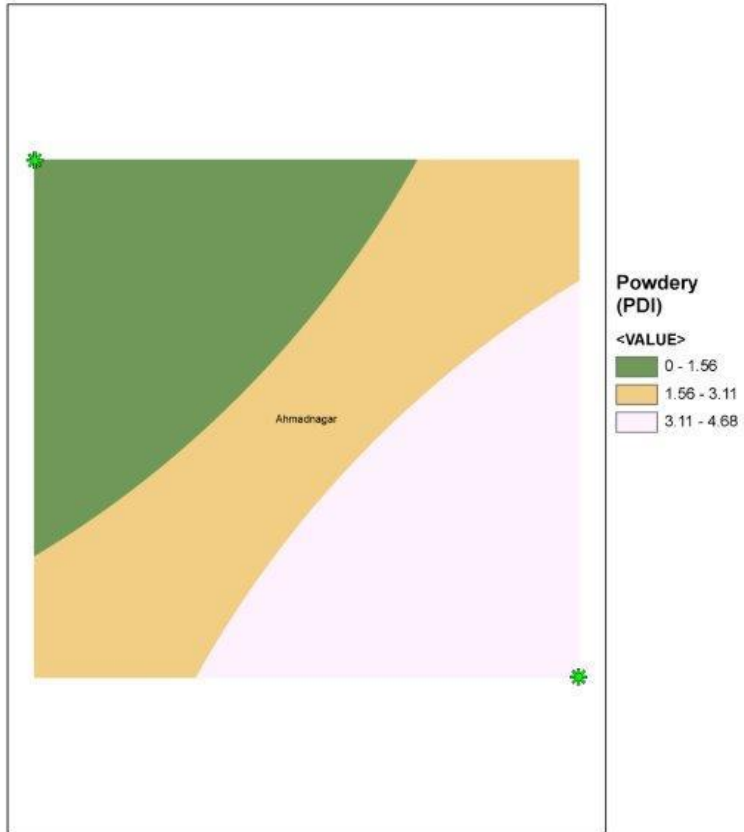 Ahmadnagar
Powdery
(PDI)
<VALUE>
0 - 1.56
1.56 - 3.11
3.11 - 4.68